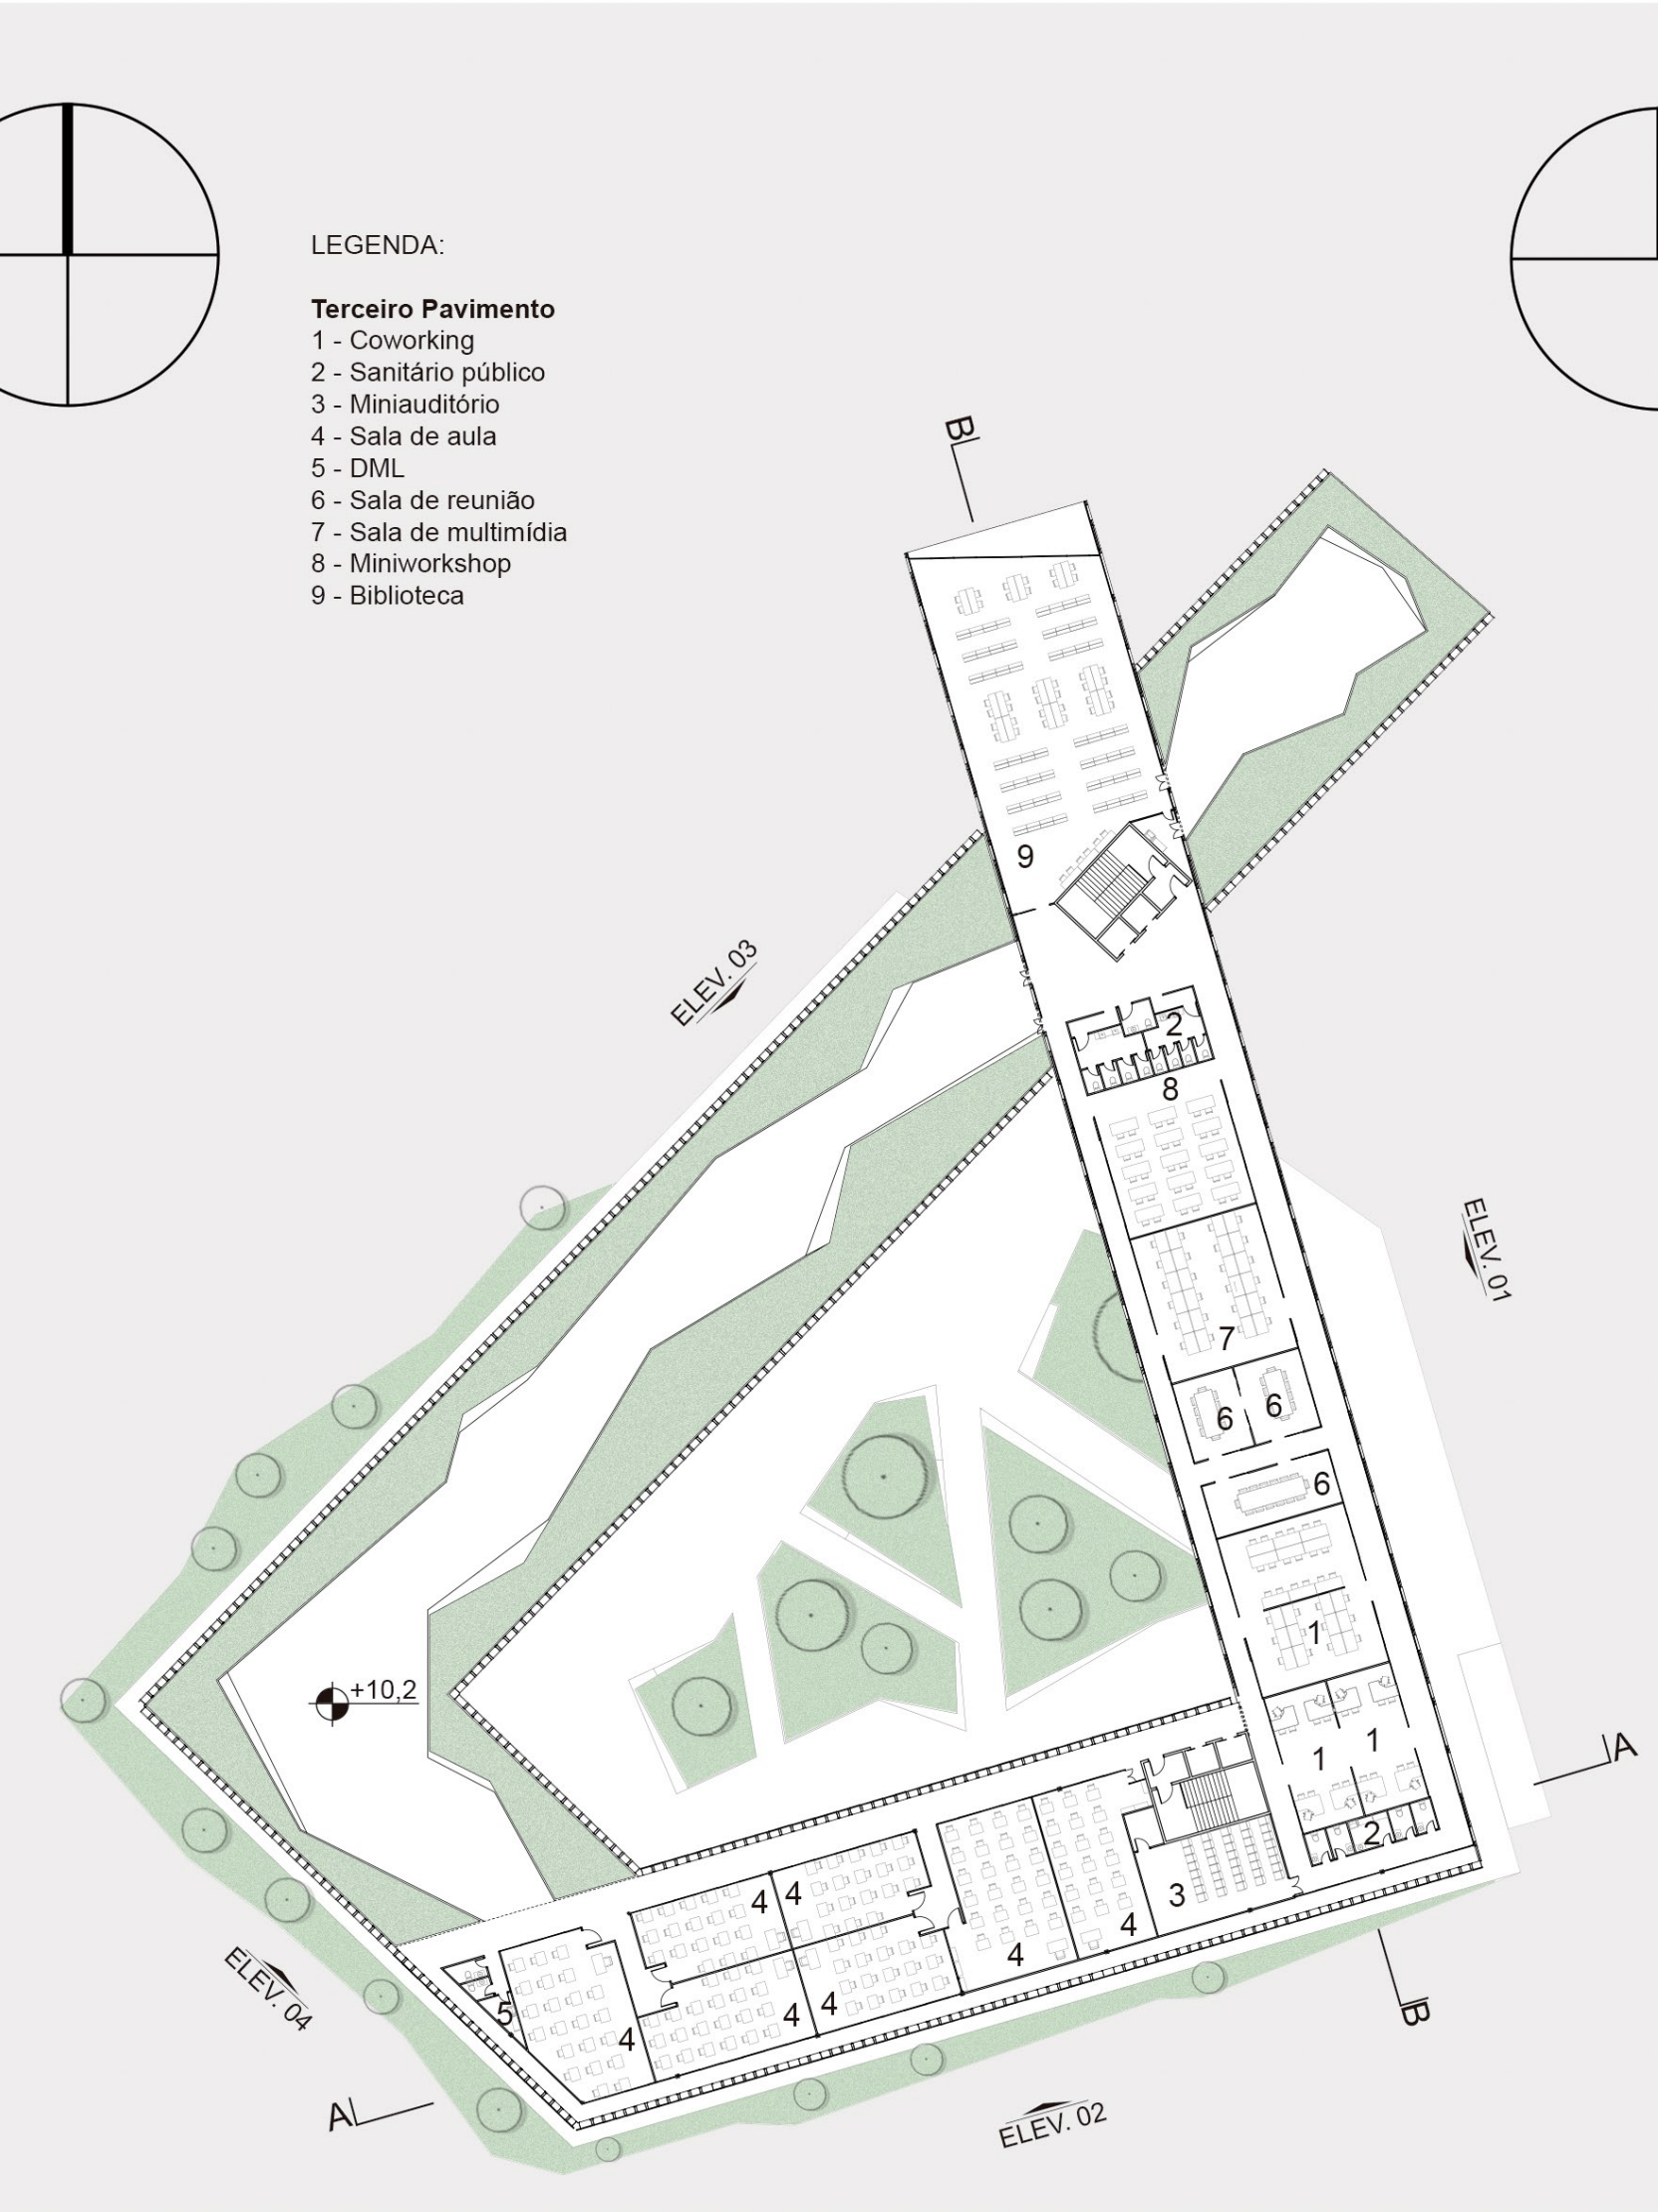 LEGENDA:
Terceiro Pavimento
1 - Coworking
2 - Sanitário público
3 - Miniauditório
4 - Sala de aula
5 - DML
6 - Sala de reunião
7 - Sala de multimídia
8 - Miniworkshop
9 - Biblioteca
B
9
ELEV. 03
2
8
ELEV. 01
7
6
6
6
1
+10,2
1
1
A
2
4
4
3
4
4
ELEV. 04
5
4
4
4
B
A
ELEV. 02